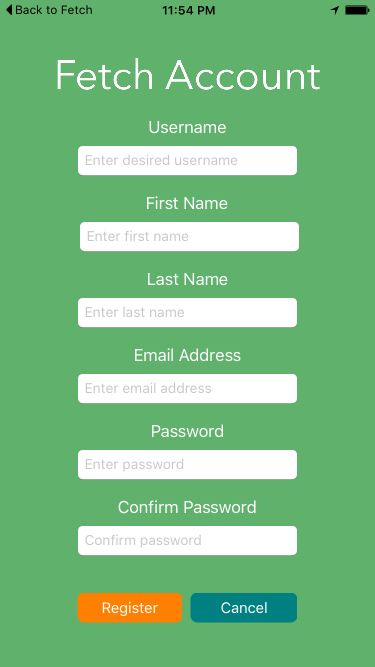 Back to Fetch 11:54 PM
Fetch Account
Username
Enter desired username
First Name
Enter first name
Last Name
Enter last name
Email Address
Enter email address
Password
Enter password
Confirm Password
Confirm password
Register Cancel